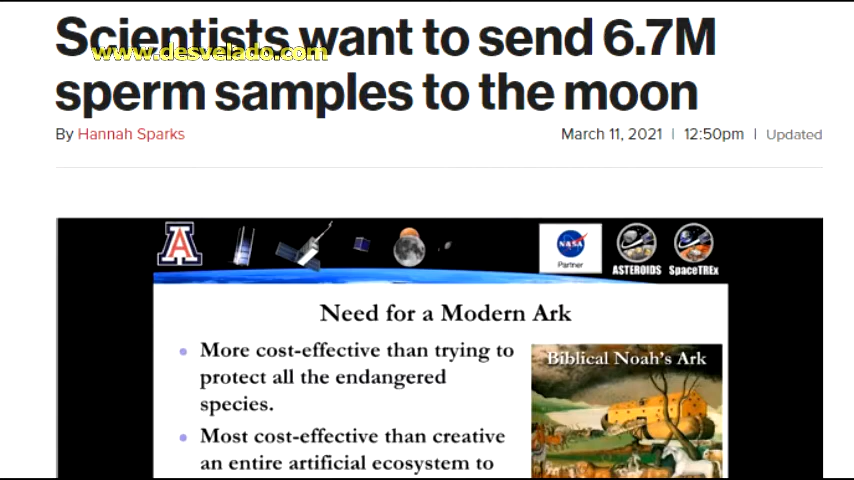 Scientists want to send 6.7M
www.desvelado.com
sperm samples to the moon
By Hannah Sparks March 11, 2021 | 12:50pm | Updated
A
NASA
Partner
ASTEROIDS SpaceTREx
Need for a Modern Ark
• More cost-effective than trying to
protect all the endangered
species.
Biblical Noah's Ark
• Most cost-effective than creative
an entire artificial ecosystem to